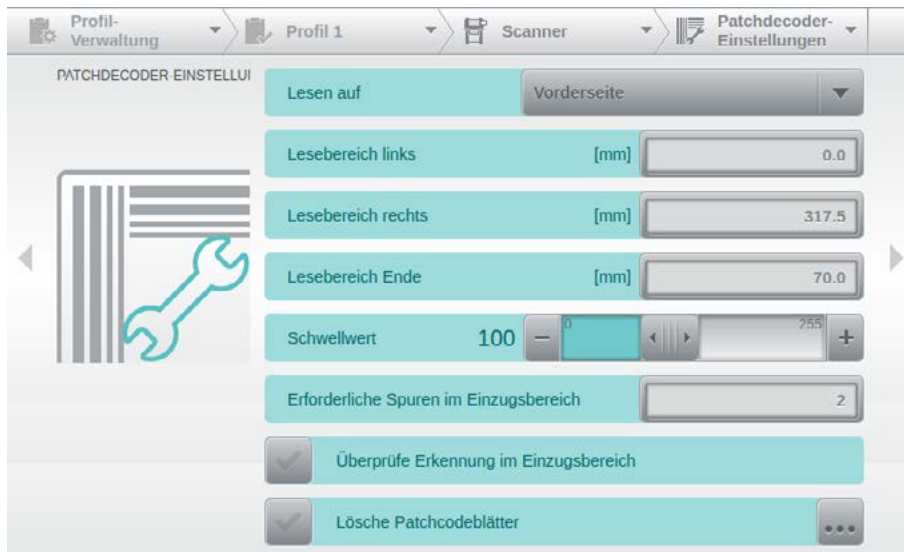 Profil-
Verwaltung
Profil 1
Scanner
Patchdecoder-
Einstellungen
PATCHDECODER-EINSTELLUI
Lesen auf
Vorderseite
Lesebereich links [mm] 0.0
Lesebereich rechts [mm] 317.5
Lesebereich Ende [mm] 70.0
Schwellwert 100 − 0 255 +
Erforderliche Spuren im Einzugsbereich 2
Überprüfe Erkennung im Einzugsbereich
Lösche Patchcodeblätter ...